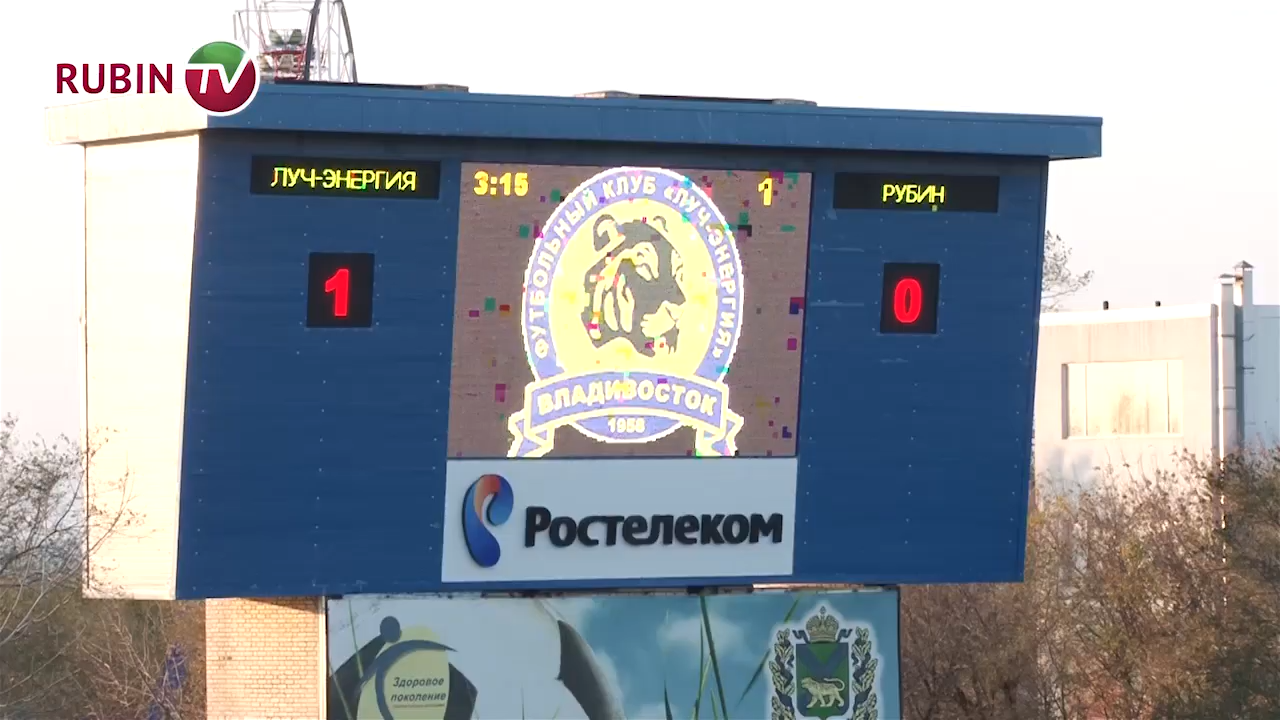 RUBIN TV
ЛУЧ-ЭНЕРГИЯ
3:15
1
РУБИН
ФУТБОЛЬНЫЙ КЛУБ «ЛУЧ-ЭНЕРГИЯ»
1
0
ВЛАДИВОСТОК
1958
Ростелеком
Здоровое
поколение